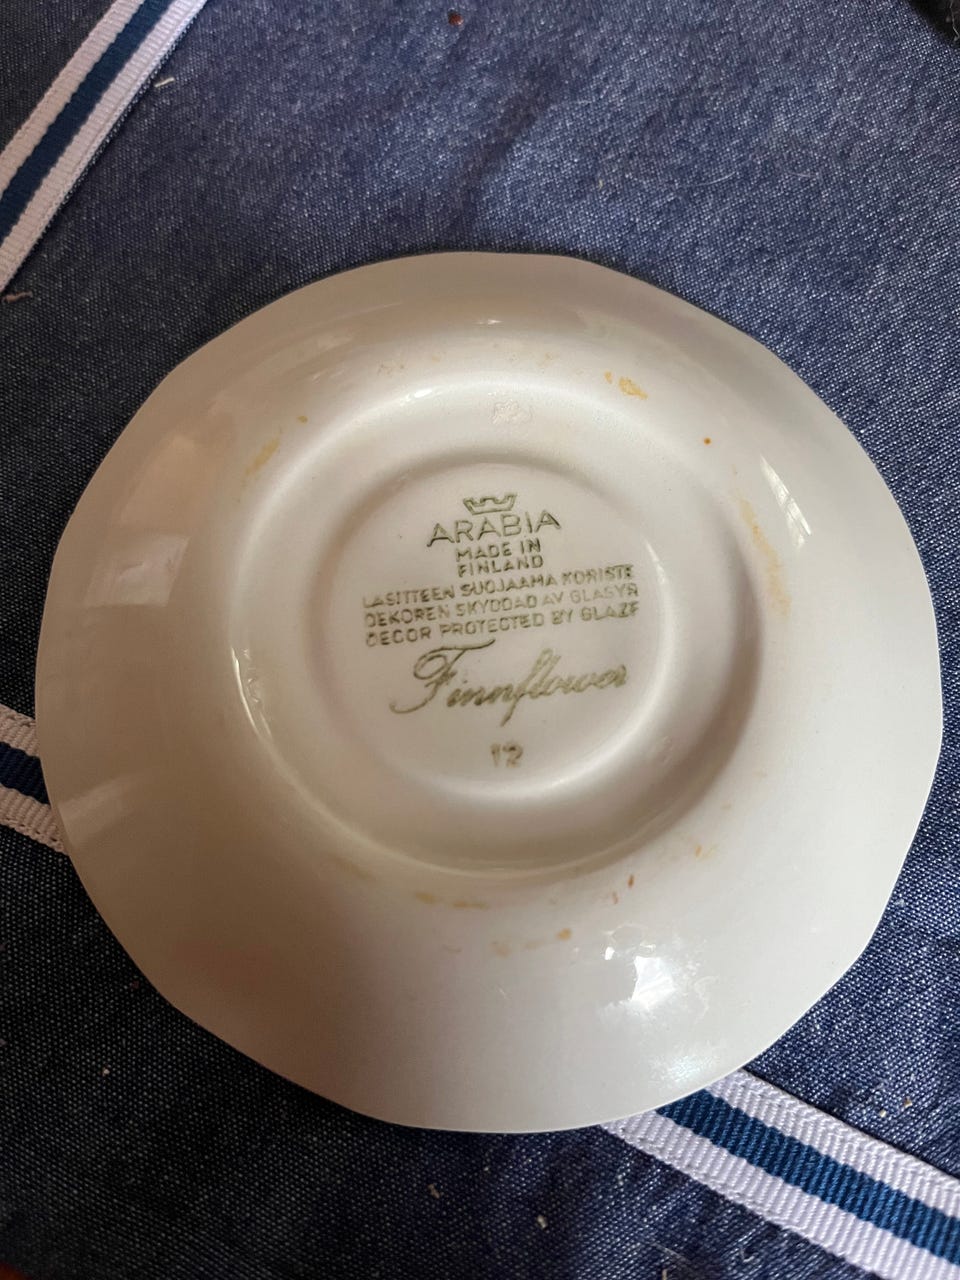 ARABIA
MADE IN
FINLAND
LASITTEEN SUOJAAMA KORISTE
DEKOREN SKYDDAD AV GLASYR
DECOR PROTECTED BY GLAZE
Finnflower
12